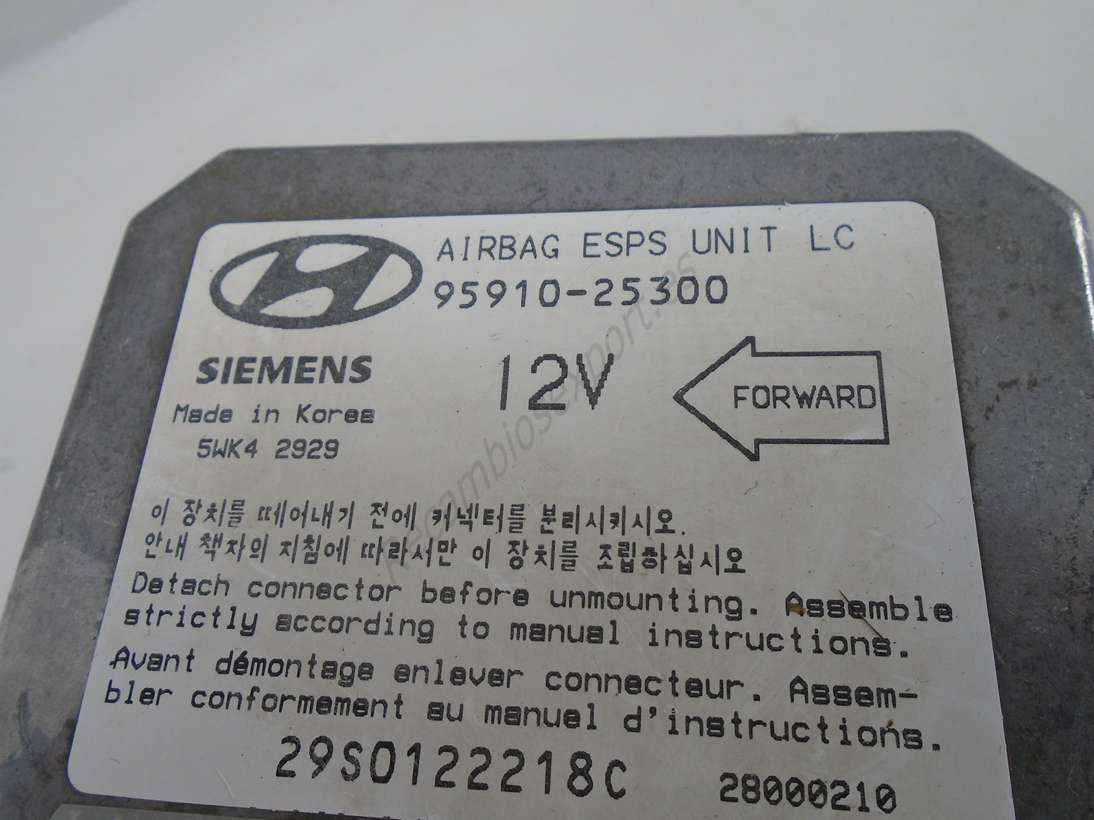 AIRBAG ESPS UNIT LC
95910-25300
SIEMENS
12V
FORWARD
Made in Korea
5WK4 2929
이 장치를 떼어내기 전에 커넥터를 분리시키시오.
안내 책자의 지침에 따라서만 이 장치를 조립하십시오
Detach connector before unmounting. Assemble
strictly according to manual instructions.
Avant démontage enlever connecteur. Assem-
bler conformement au manuel d'instructions.
29S0122218C
28000210
recambiosexport.es